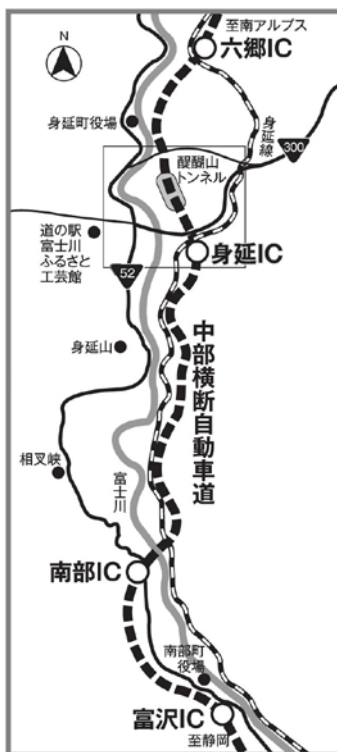 至南アルプス
N
六郷IC
身延町役場
身延線
300
醍醐山
トンネル
道の駅
富士川
ふるさと
工芸館
身延IC
52
中部横断自動車道
身延山
相又峡
富士川
南部IC
南部町
役場
富沢IC
至静岡